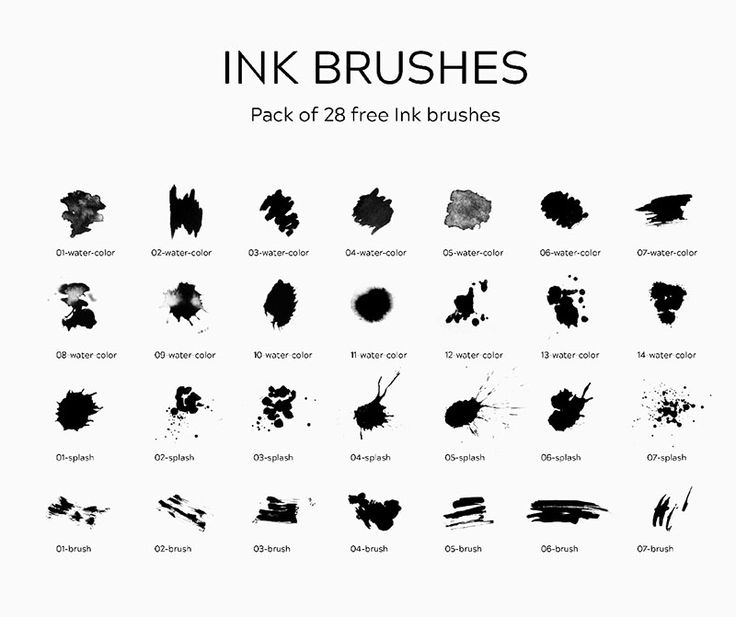 INK BRUSHES
Pack of 28 free Ink brushes
01-water-color 02-water-color 03-water-color 04-water-color 05-water-color 06-water-color 07-water-color
08-water-color 09-water-color 10-water-color 11-water-color 12-water-color 13-water-color 14-water-color
01-splash 02-splash 03-splash 04-splash 05-splash 06-splash 07-splash
01-brush 02-brush 03-brush 04-brush 05-brush 06-brush 07-brush